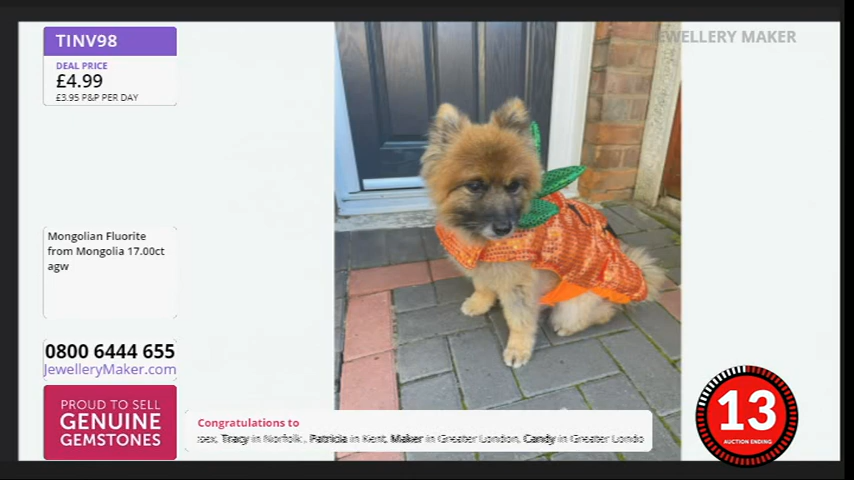 TINV98
DEAL PRICE
£4.99
£3.95 P&P PER DAY
EWELLERY MAKER
Mongolian Fluorite
from Mongolia 17.00ct
agw
0800 6444 655
JewelleryMaker.com
PROUD TO SELL
GENUINE
GEMSTONES
Congratulations to
Tracy in Norfolk, Patricia in Kent, Maker in Greater London, Candy in Greater Londo
13
AUCTION ENDING